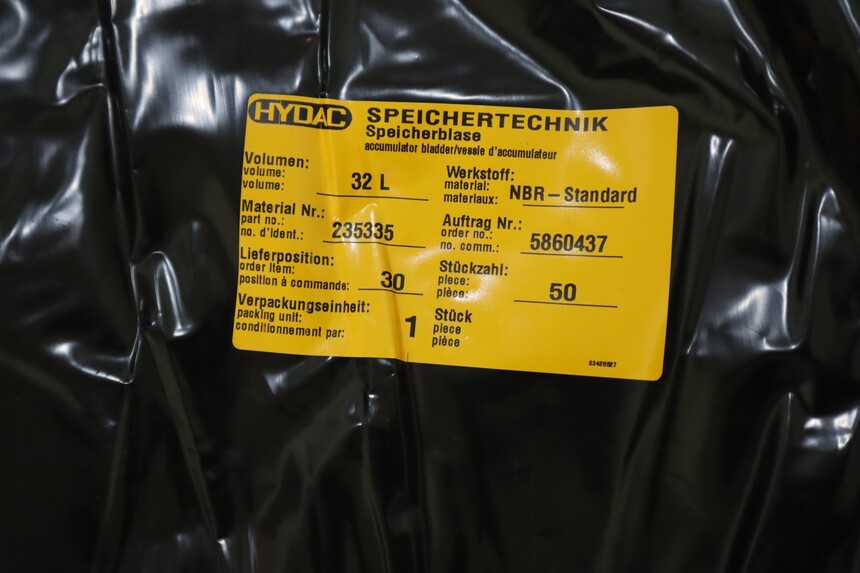 HYDAC SPEICHERTECHNIK
Speicherblase
accumulator bladder/vessie d'accumulateur
Volumen:
volume:
volume:
32 L
Werkstoff:
material:
materiaux:
NBR – Standard
Material Nr.:
part no.:
no. d'Ident.:
235335
Auftrag Nr.:
order no.:
no. comm.:
5860437
Lieferposition:
order item:
position à commande:
30
Stückzahl:
piece:
pièce:
50
Verpackungseinheit:
packing unit:
conditionnement par:
1
Stück
piece
pièce